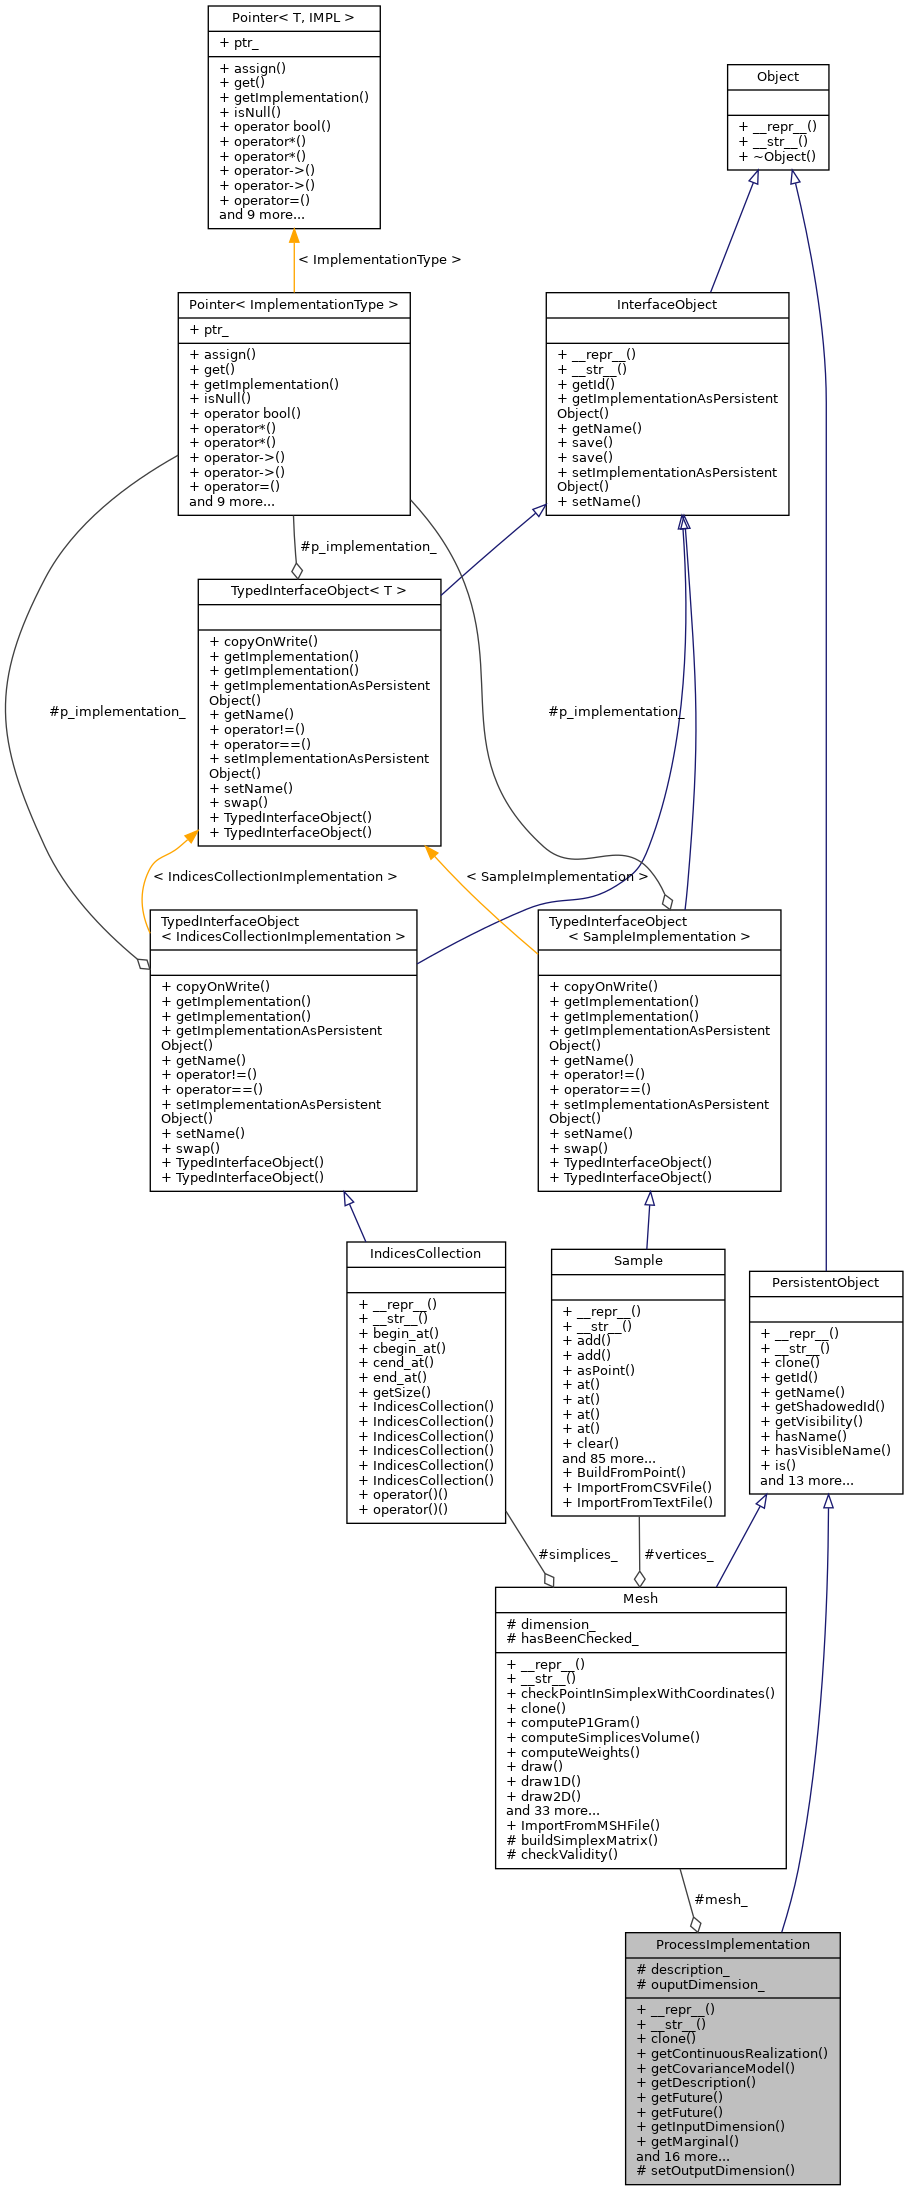 Pointer< T, IMPL >
+ ptr_
+ assign()
+ get()
+ getImplementation()
+ isNull()
+ operator bool()
+ operator*()
+ operator*()
+ operator->()
+ operator->()
+ operator=()
and 9 more...
Object
+ __repr__()
+ __str__()
+ ~Object()
< ImplementationType >
Pointer< ImplementationType >
+ ptr_
+ assign()
+ get()
+ getImplementation()
+ isNull()
+ operator bool()
+ operator*()
+ operator*()
+ operator->()
+ operator->()
+ operator=()
and 9 more...
InterfaceObject
+ __repr__()
+ __str__()
+ getId()
+ getImplementationAsPersistent
Object()
+ getName()
+ save()
+ save()
+ setImplementationAsPersistent
Object()
+ setName()
#p_implementation_
TypedInterfaceObject< T >
+ copyOnWrite()
+ getImplementation()
+ getImplementation()
+ getImplementationAsPersistent
Object()
+ getName()
+ operator!=()
+ operator==()
+ setImplementationAsPersistent
Object()
+ setName()
+ swap()
+ TypedInterfaceObject()
+ TypedInterfaceObject()
#p_implementation_
#p_implementation_
< IndicesCollectionImplementation >
< SampleImplementation >
TypedInterfaceObject
< IndicesCollectionImplementation >
+ copyOnWrite()
+ getImplementation()
+ getImplementation()
+ getImplementationAsPersistent
Object()
+ getName()
+ operator!=()
+ operator==()
+ setImplementationAsPersistent
Object()
+ setName()
+ swap()
+ TypedInterfaceObject()
+ TypedInterfaceObject()
TypedInterfaceObject
< SampleImplementation >
+ copyOnWrite()
+ getImplementation()
+ getImplementation()
+ getImplementationAsPersistent
Object()
+ getName()
+ operator!=()
+ operator==()
+ setImplementationAsPersistent
Object()
+ setName()
+ swap()
+ TypedInterfaceObject()
+ TypedInterfaceObject()
IndicesCollection
+ __repr__()
+ __str__()
+ begin_at()
+ cbegin_at()
+ cend_at()
+ end_at()
+ getSize()
+ IndicesCollection()
+ IndicesCollection()
+ IndicesCollection()
+ IndicesCollection()
+ IndicesCollection()
+ IndicesCollection()
+ operator()()
+ operator()()
Sample
+ __repr__()
+ __str__()
+ add()
+ add()
+ asPoint()
+ at()
+ at()
+ at()
+ at()
+ clear()
and 85 more...
+ BuildFromPoint()
+ ImportFromCSVFile()
+ ImportFromTextFile()
PersistentObject
+ __repr__()
+ __str__()
+ clone()
+ getId()
+ getName()
+ getShadowedId()
+ getVisibility()
+ hasName()
+ hasVisibleName()
+ is()
and 13 more...
#simplices_
#vertices_
Mesh
# dimension_
# hasBeenChecked_
+ __repr__()
+ __str__()
+ checkPointInSimplexWithCoordinates()
+ clone()
+ computeP1Gram()
+ computeSimplicesVolume()
+ computeWeights()
+ draw()
+ draw1D()
+ draw2D()
and 33 more...
+ ImportFromMSHFile()
# buildSimplexMatrix()
# checkValidity()
#mesh_
ProcessImplementation
# description_
# ouputDimension_
+ __repr__()
+ __str__()
+ clone()
+ getContinuousRealization()
+ getCovarianceModel()
+ getDescription()
+ getFuture()
+ getFuture()
+ getInputDimension()
+ getMarginal()
and 16 more...
# setOutputDimension()